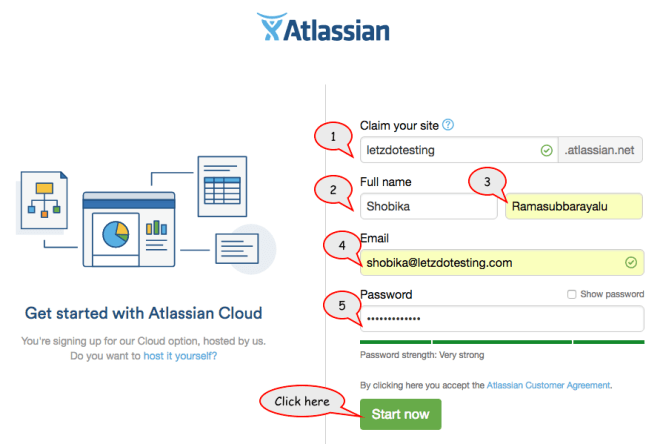 Atlassian
Claim your site ?
1
letzdotesting .atlassian.net
Full name
2 3
Shobika Ramasubbarayalu
Email
4
shobika@letzdotesting.com
Password Show password
5
•••••••••••••
Password strength: Very strong
By clicking here you accept the Atlassian Customer Agreement.
Click here
Start now
Get started with Atlassian Cloud
You're signing up for our Cloud option, hosted by us.
Do you want to host it yourself?